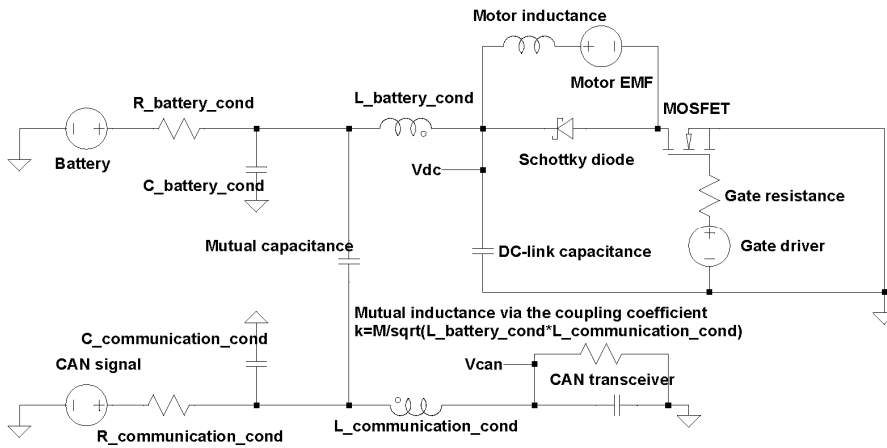 Motor inductance
Motor EMF
MOSFET
R_battery_cond
L_battery_cond
Battery
Schottky diode
C_battery_cond
Vdc
Gate resistance
Mutual capacitance
DC-link capacitance
Gate driver
Mutual inductance via the coupling coefficient
k=M/sqrt(L_battery_cond*L_communication_cond)
C_communication_cond
CAN signal
Vcan
CAN transceiver
R_communication_cond
L_communication_cond